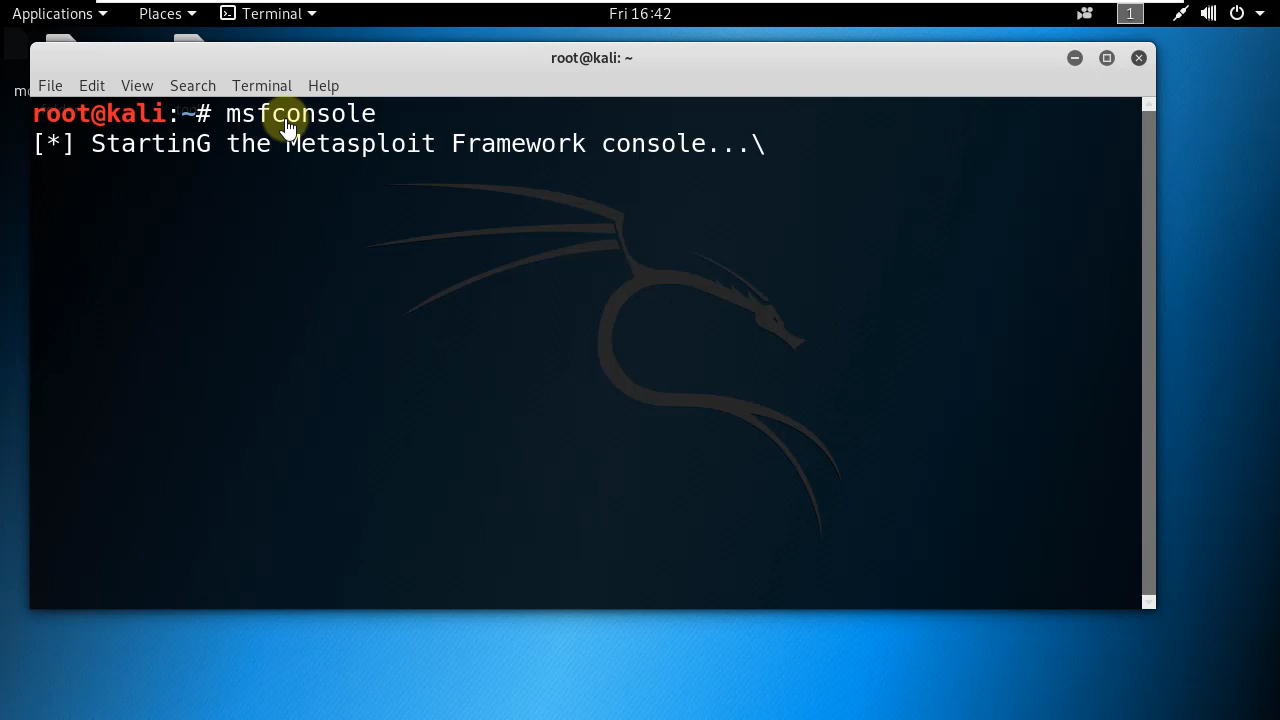 Applications Places Terminal Fri 16:42 1
root@kali: ~
File Edit View Search Terminal Help
root@kali:~# msfconsole
[*] StartinG the Metasploit Framework console...\